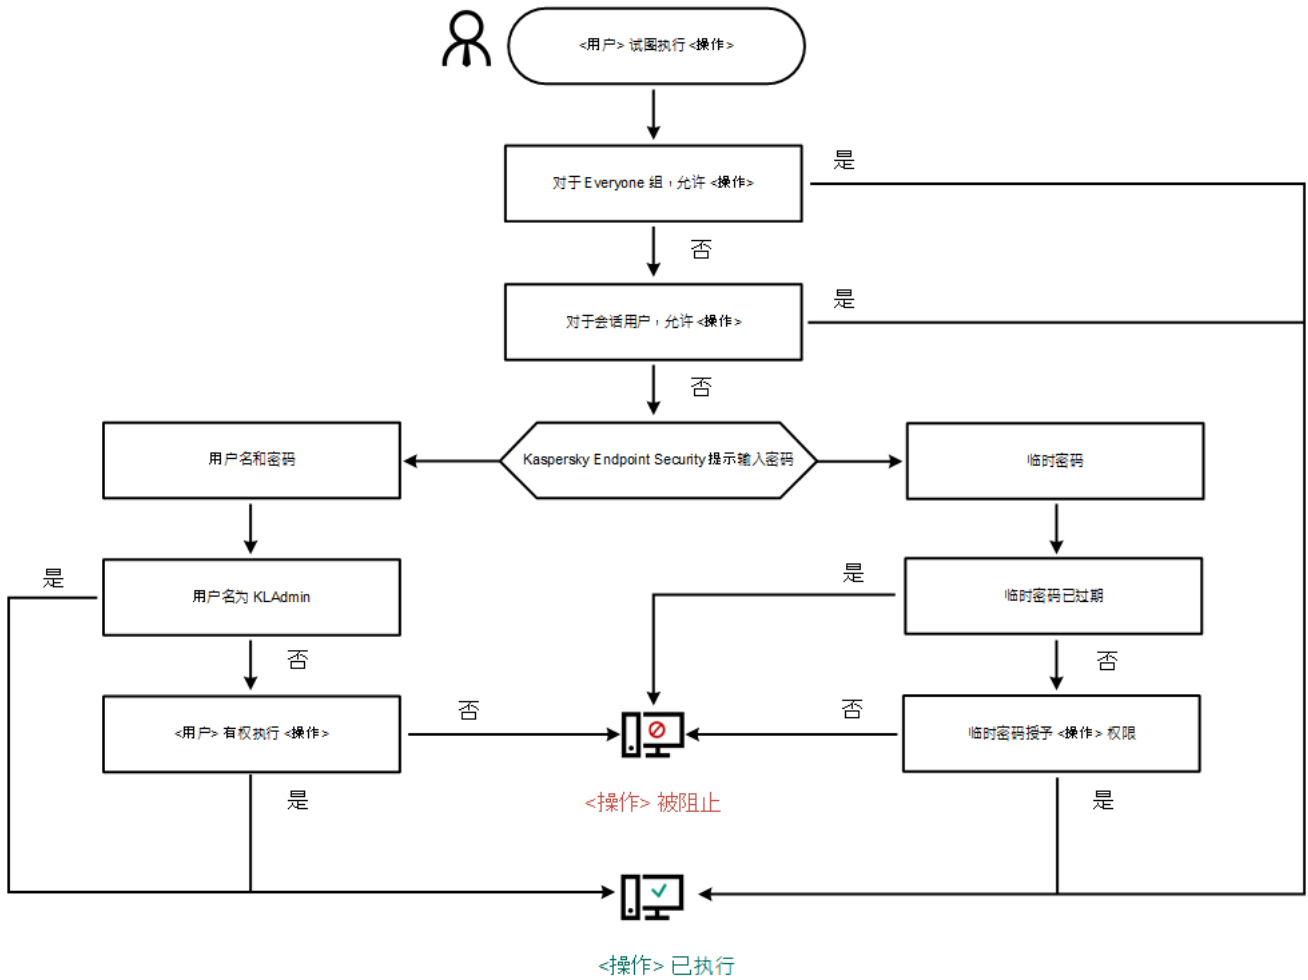 <用户> 试图执行 <操作>
对于 Everyone 组，允许 <操作>
是
否
对于会话用户，允许 <操作>
是
否
用户名和密码
Kaspersky Endpoint Security 提示输入密码
临时密码
是
用户名为 KLAdmin
是
临时密码已过期
否
否
<用户> 有权执行 <操作>
否
否
临时密码授予 <操作> 权限
是
<操作> 被阻止
是
<操作> 已执行